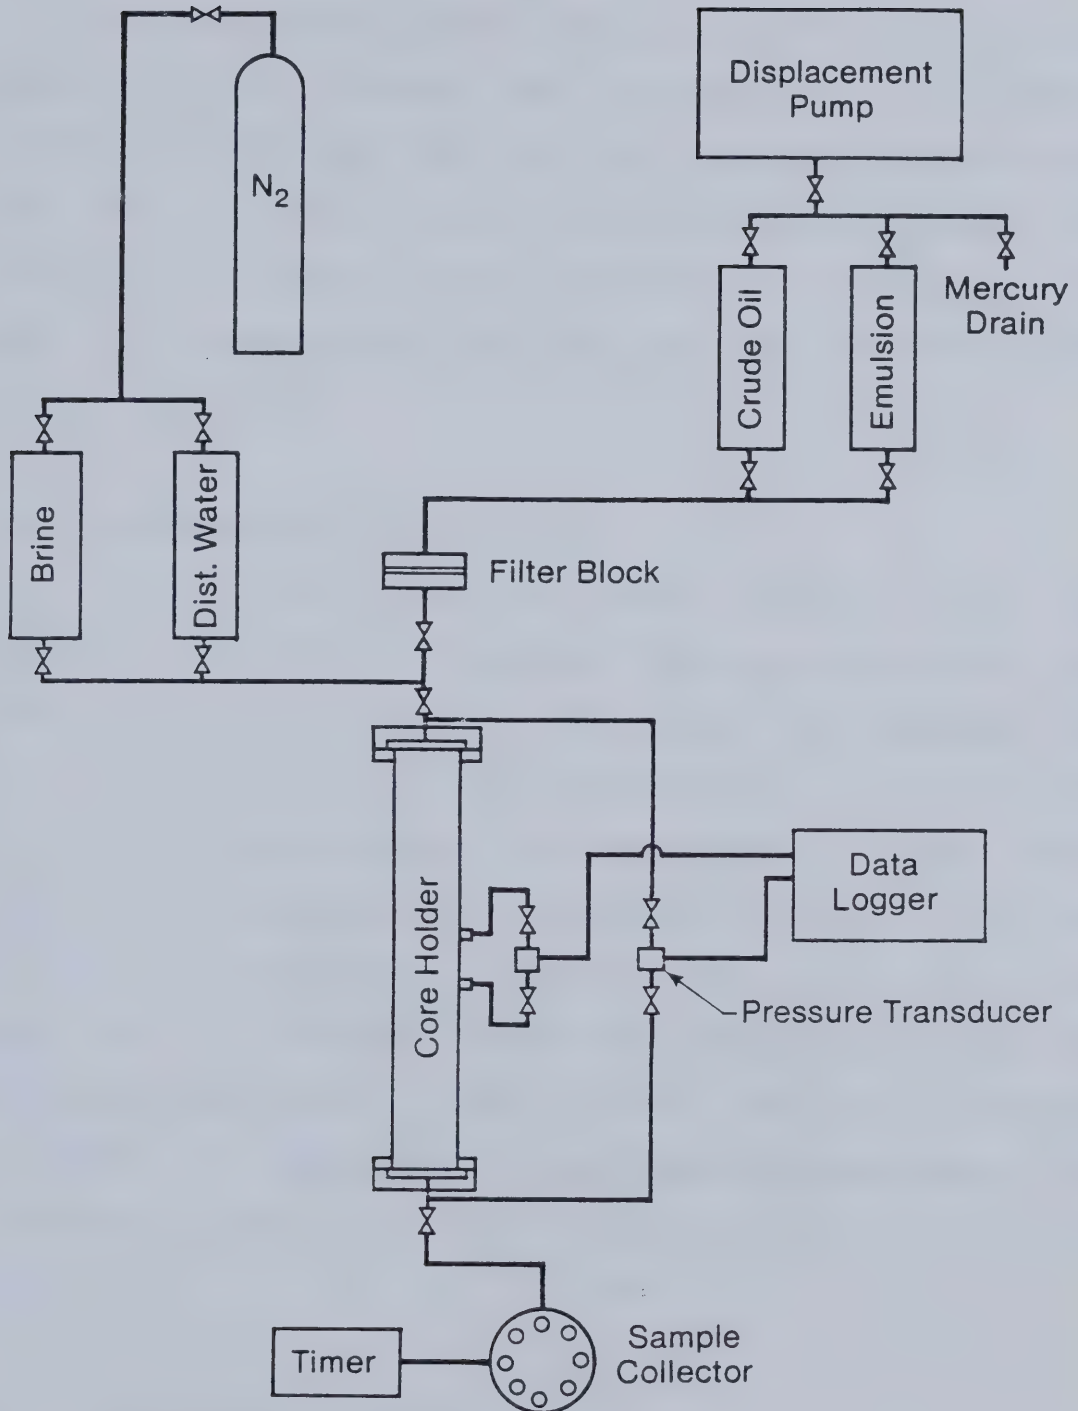 Displacement
Pump
N₂
Mercury
Drain
Crude Oil
Emulsion
Brine
Dist. Water
Filter Block
Core Holder
Data
Logger
Pressure Transducer
Timer
Sample
Collector